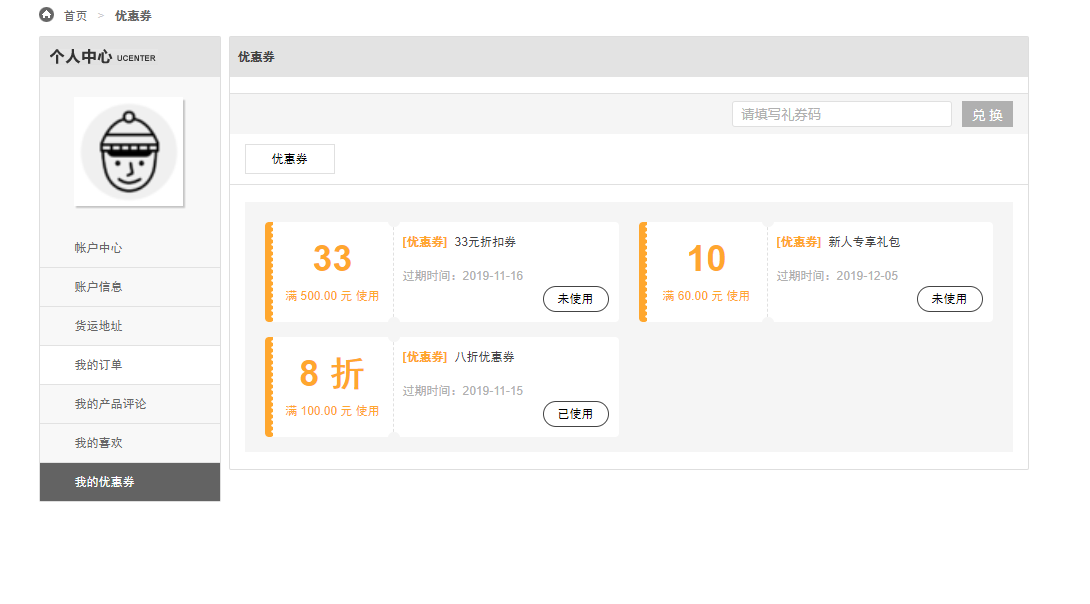 首页 > 优惠券
个人中心 UCENTER
帐户中心
账户信息
货运地址
我的订单
我的产品评论
我的喜欢
我的优惠券
优惠券
请填写礼券码 兑 换
优惠券
33
满 500.00 元 使用
[优惠券] 33元折扣券
过期时间：2019-11-16
未使用
10
满 60.00 元 使用
[优惠券] 新人专享礼包
过期时间：2019-12-05
未使用
8 折
满 100.00 元 使用
[优惠券] 八折优惠券
过期时间：2019-11-15
已使用